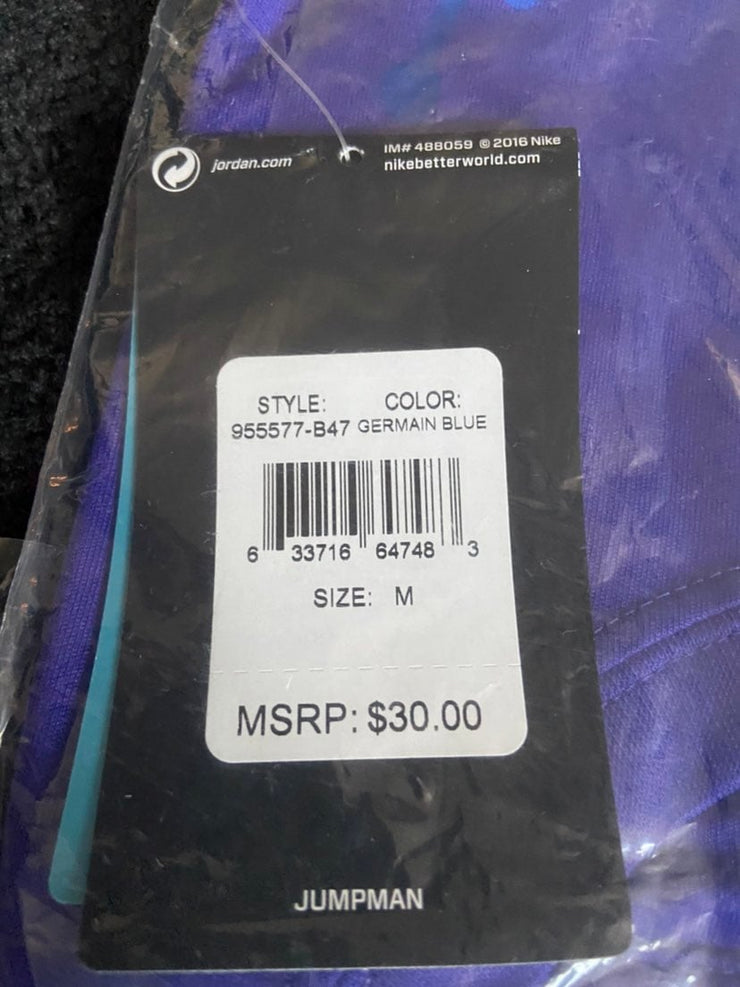 jordan.com
IM# 488059 © 2016 Nike
nikebetterworld.com
STYLE: COLOR:
955577-B47 GERMAIN BLUE
6 33716 64748 3
SIZE: M
MSRP: $30.00
JUMPMAN